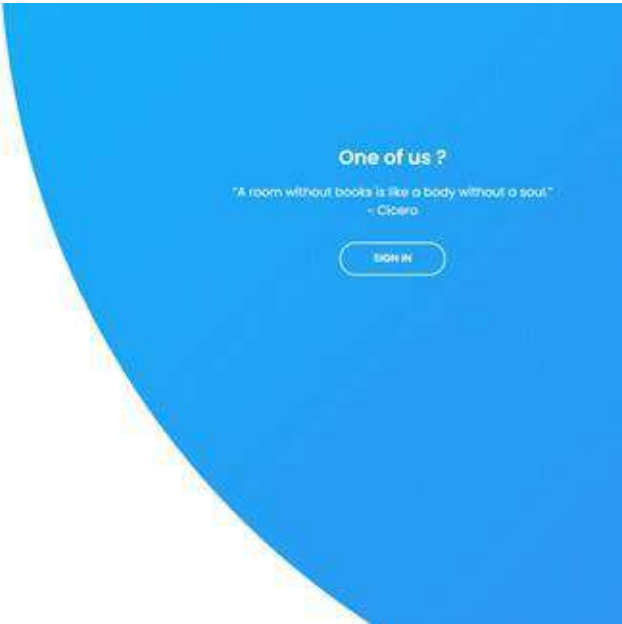 One of us ?
"A room without books is like a body without a soul."
- Cicero
SIGN IN